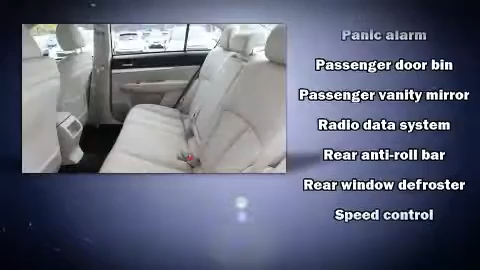 Panic alarm
Passenger door bin
Passenger vanity mirror
Radio data system
Rear anti-roll bar
Rear window defroster
Speed control